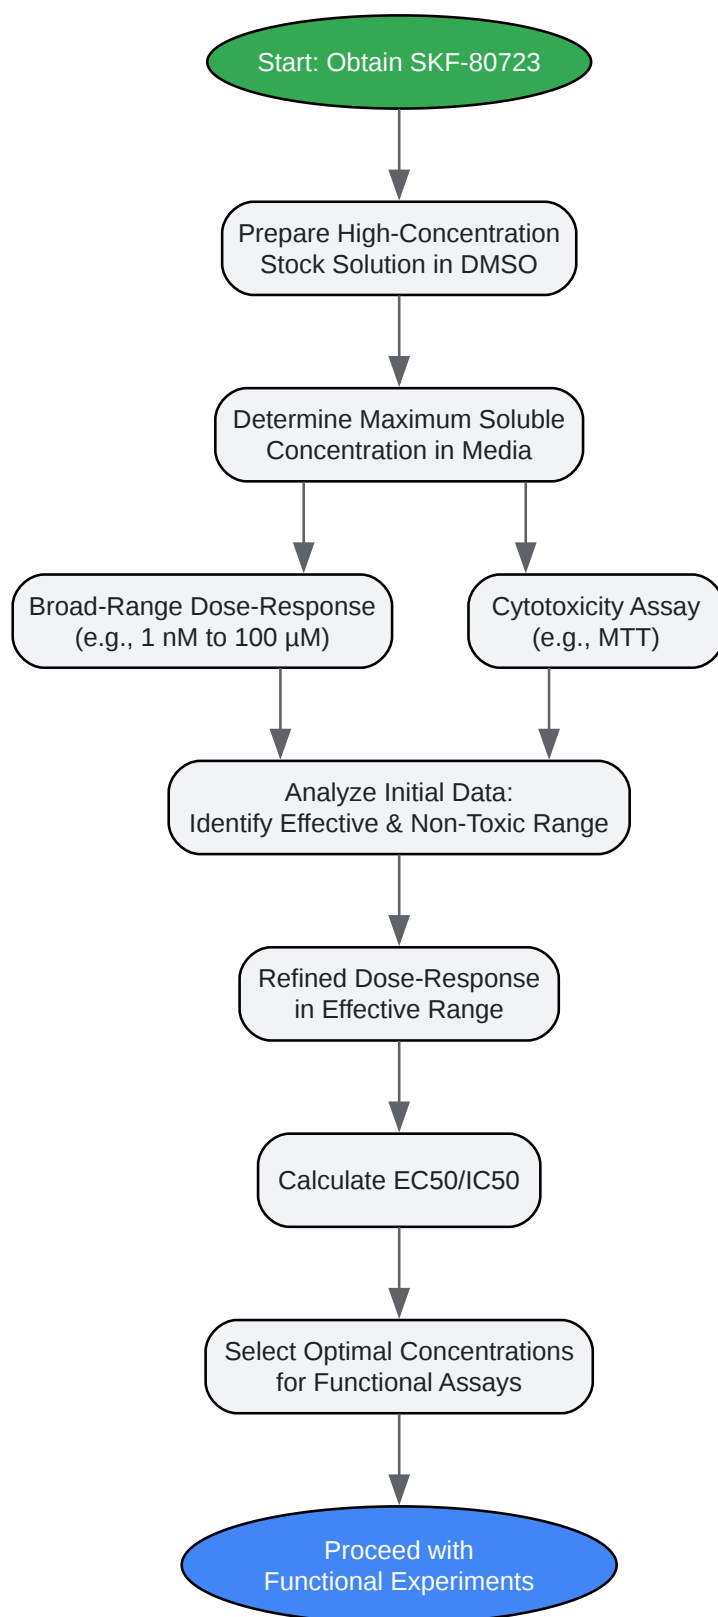 Start: Obtain SKF-80723
Prepare High-Concentration
Stock Solution in DMSO
Determine Maximum Soluble
Concentration in Media
Broad-Range Dose-Response
(e.g., 1 nM to 100 µM)
Cytotoxicity Assay
(e.g., MTT)
Analyze Initial Data:
Identify Effective & Non-Toxic Range
Refined Dose-Response
in Effective Range
Calculate EC50/IC50
Select Optimal Concentrations
for Functional Assays
Proceed with
Functional Experiments